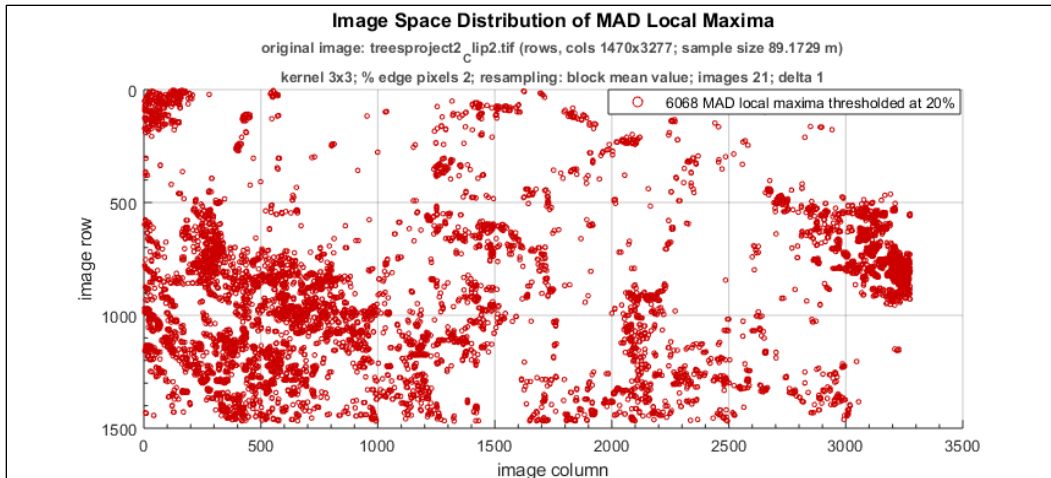 Image Space Distribution of MAD Local Maxima
original image: treesproject2Clip2.tif (rows, cols 1470x3277; sample size 89.1729 m)
kernel 3x3; % edge pixels 2; resampling: block mean value; images 21; delta 1
6068 MAD local maxima thresholded at 20%
0
500
1000
1500
image row
0 500 1000 1500 2000 2500 3000 3500
image column